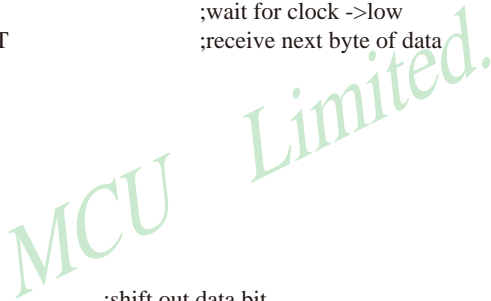 ;wait for clock ->low
T ;receive next byte of data
MCU Limited.
;shift out data bit